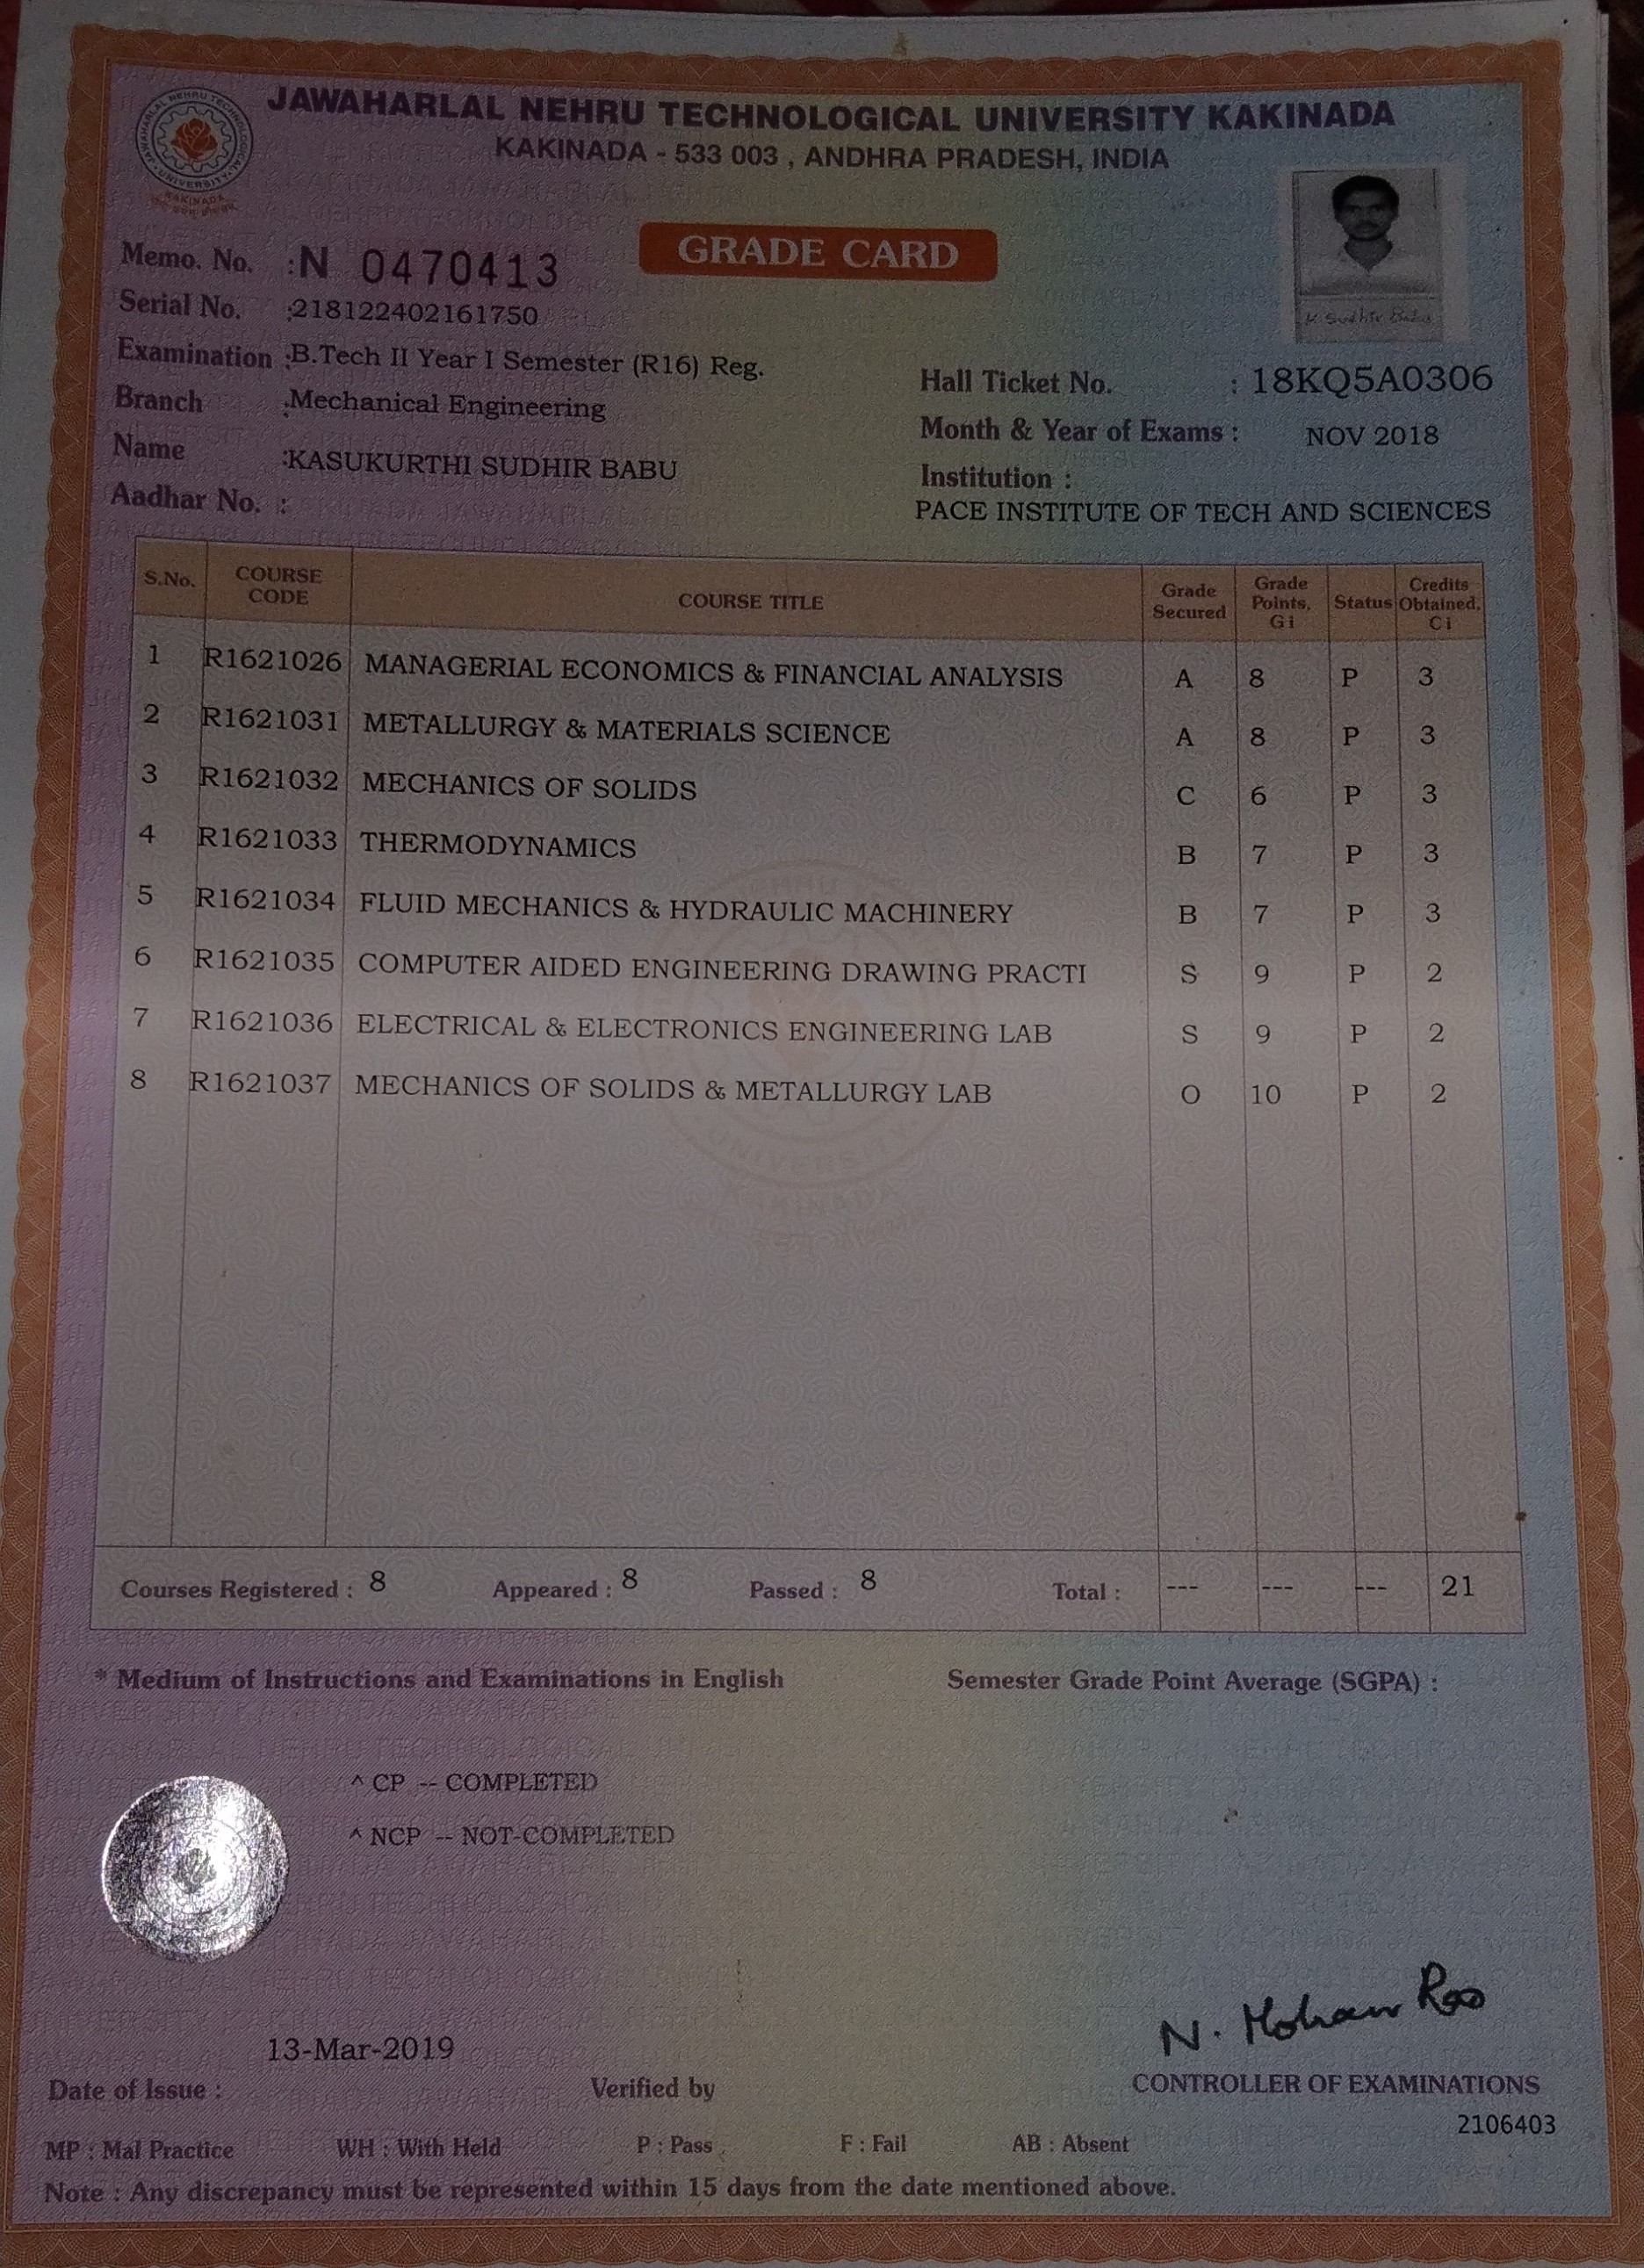 JAWAHARLAL NEHRU TECHNOLOGICAL UNIVERSITY KAKINADA
KAKINADA - 533 003 , ANDHRA PRADESH, INDIA
GRADE CARD
K. Sudhir Babu
Memo. No. :N 0470413
Serial No. :218122402161750
Examination :B.Tech II Year I Semester (R16) Reg.
Branch :Mechanical Engineering
Name :KASUKURTHI SUDHIR BABU
Aadhar No. :
Hall Ticket No. : 18KQ5A0306
Month & Year of Exams : NOV 2018
Institution :
PACE INSTITUTE OF TECH AND SCIENCES
S.No. COURSE CODE COURSE TITLE Grade Secured Grade Points, Gi Status Credits Obtained, Ci
1 R1621026 MANAGERIAL ECONOMICS & FINANCIAL ANALYSIS A 8 P 3
2 R1621031 METALLURGY & MATERIALS SCIENCE A 8 P 3
3 R1621032 MECHANICS OF SOLIDS C 6 P 3
4 R1621033 THERMODYNAMICS B 7 P 3
5 R1621034 FLUID MECHANICS & HYDRAULIC MACHINERY B 7 P 3
6 R1621035 COMPUTER AIDED ENGINEERING DRAWING PRACTI S 9 P 2
7 R1621036 ELECTRICAL & ELECTRONICS ENGINEERING LAB S 9 P 2
8 R1621037 MECHANICS OF SOLIDS & METALLURGY LAB O 10 P 2
Courses Registered : 8 Appeared : 8 Passed : 8 Total : --- --- --- 21
* Medium of Instructions and Examinations in English Semester Grade Point Average (SGPA) :
^ CP -- COMPLETED
^ NCP -- NOT-COMPLETED
N. Mohan Rao
13-Mar-2019
Date of Issue : Verified by CONTROLLER OF EXAMINATIONS
2106403
MP : Mal Practice WH : With Held P : Pass F : Fail AB : Absent
Note : Any discrepancy must be represented within 15 days from the date mentioned above.